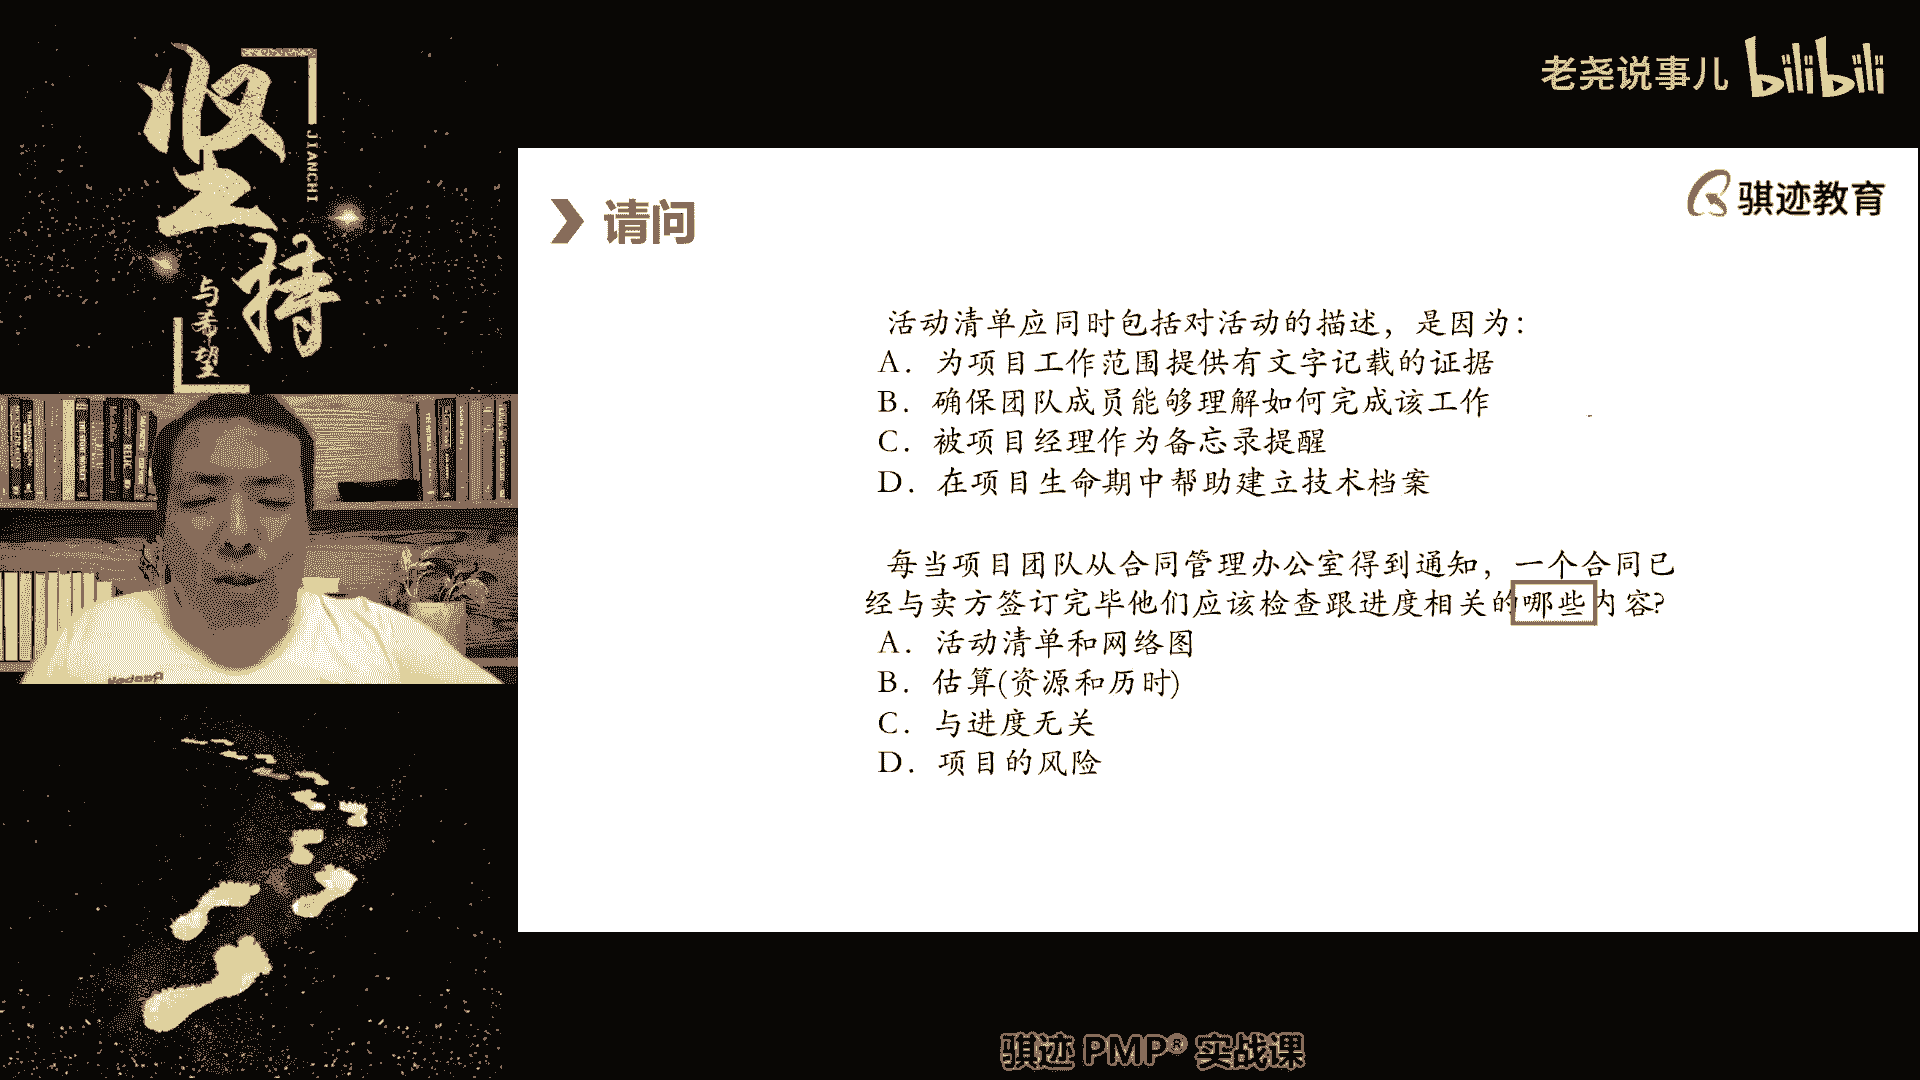 坚
持
JIANCHI
与希望
老尧说事儿 bilibili
骐迹教育
请问
活动清单应同时包括对活动的描述，是因为：
A. 为项目工作范围提供有文字记载的证据
B. 确保团队成员能够理解如何完成该工作
C. 被项目经理作为备忘录提醒
D. 在项目生命期中帮助建立技术档案
每当项目团队从合同管理办公室得到通知，一个合同已
经与卖方签订完毕他们应该检查跟进度相关的哪些内容?
A. 活动清单和网络图
B. 估算(资源和历时)
C. 与进度无关
D. 项目的风险
骐迹 PMP® 实战课